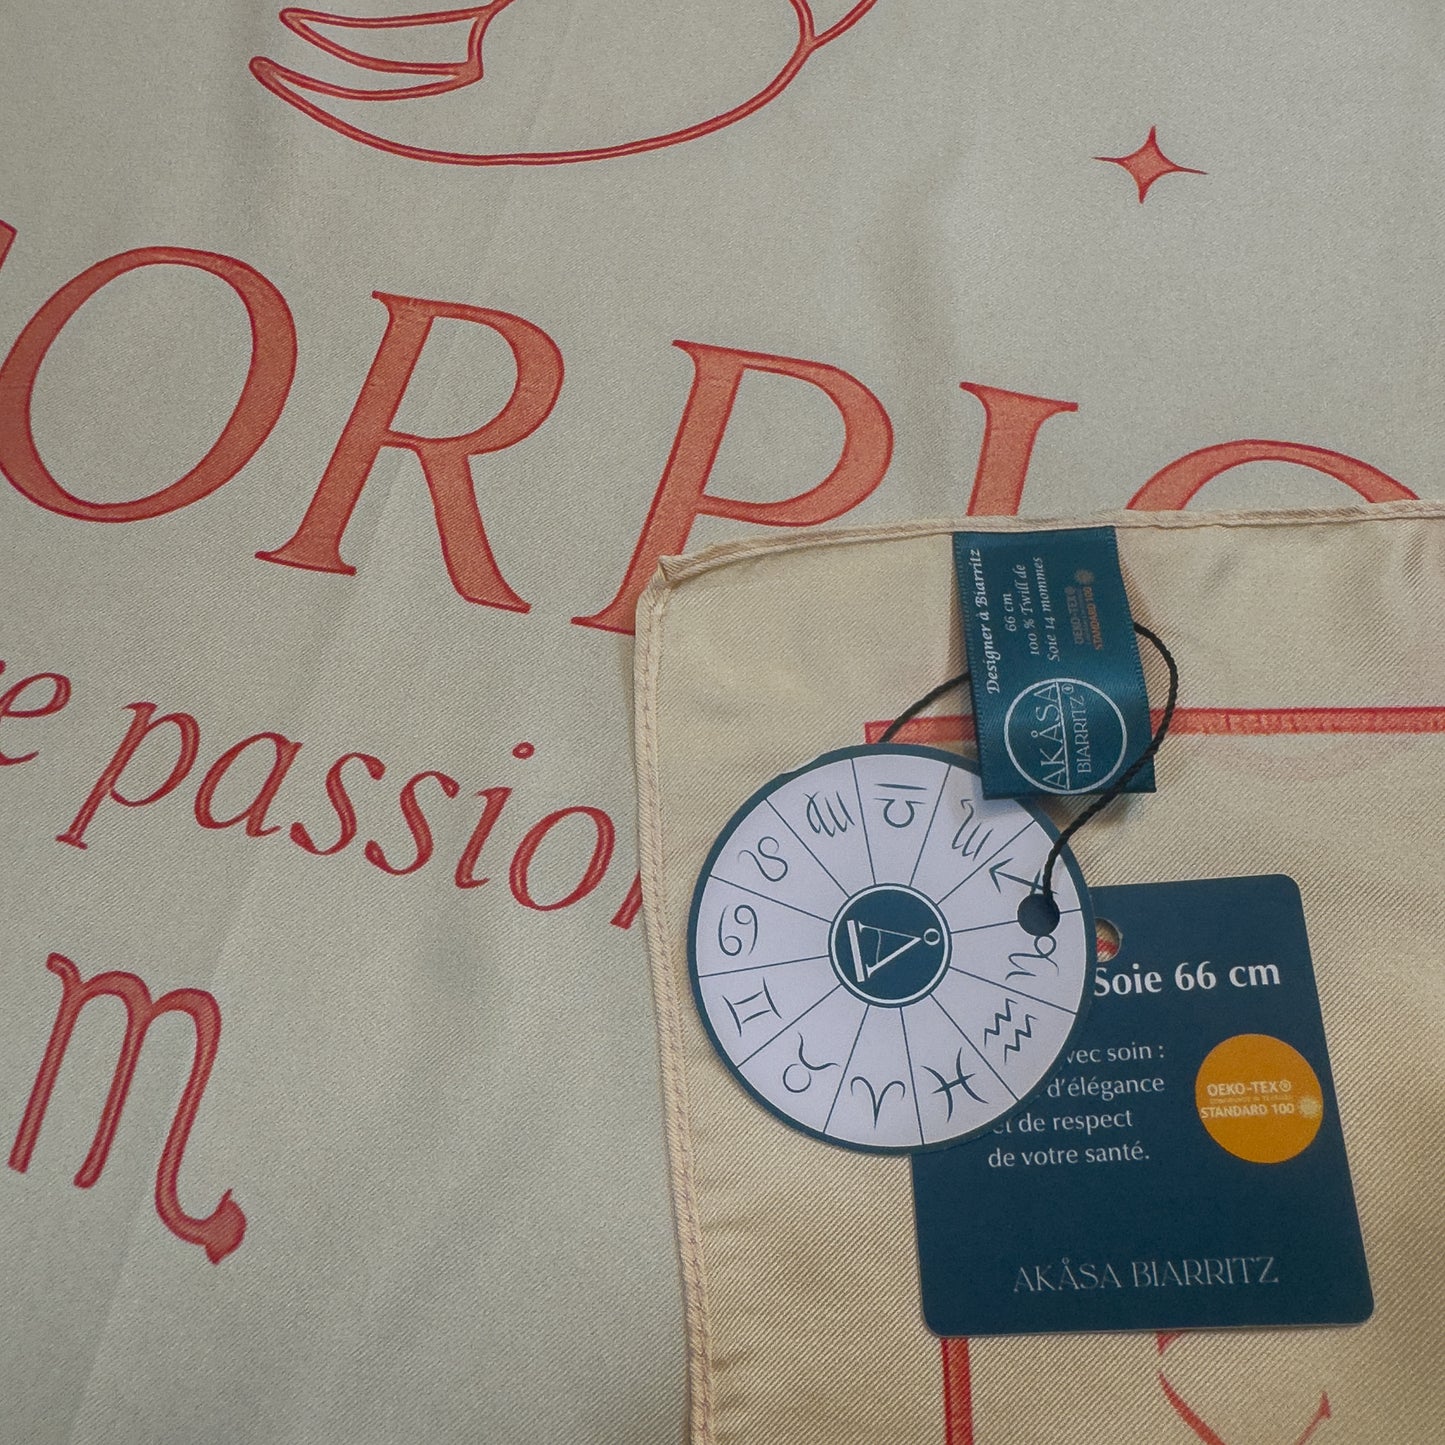 ORPIO
passion
Designer à Biarritz
66 cm
100 % Twill de
Soie 14 mommes
OEKO-TEX®
STANDARD 100
AKÅSA
BIARRITZ®
Soie 66 cm
vec soin :
d'élégance
et de respect
de votre santé.
OEKO-TEX®
STANDARD 100
AKÅSA BIARRITZ